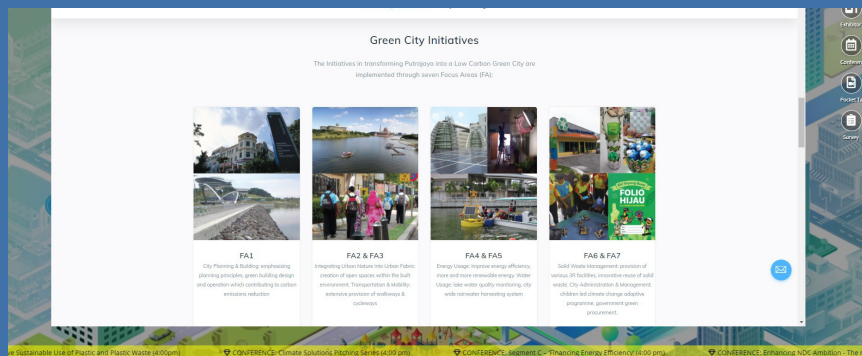 Green City Initiatives
The Initiatives in transforming Putrajaya into a Low Carbon Green City are
implemented through seven Focus Areas (FA):
FOLIO
HIJAU
FA1
City Planning & Building: emphasising
planning principles, green building design
and operation which contributing to carbon
emissions reduction
FA2 & FA3
Integrating Urban Nature Into Urban Fabric:
creation of open spaces within the built
environment. Transportation & Mobility:
extensive provision of walkways &
cycleways
FA4 & FA5
Energy Usage: improve energy efficiency,
more and more renewable energy. Water
Usage: lake water quality monitoring, city
wide rainwater harvesting system
FA6 & FA7
Solid Waste Management: provision of
various 3R facilities, innovative reuse of solid
waste. City Administration & Management:
children led climate change adaptive
programme, government green
procurement.
Exhibitor
Conferen
Pocket Ta
Survey
ve Sustainable Use of Plastic and Plastic Waste (4:00pm)
CONFERENCE: Climate Solutions Pitching Series (4:00 pm)
CONFERENCE: Segment C - 'Financing Energy Efficiency' (4:00 pm)
CONFERENCE: Enhancing NDC Ambition - The